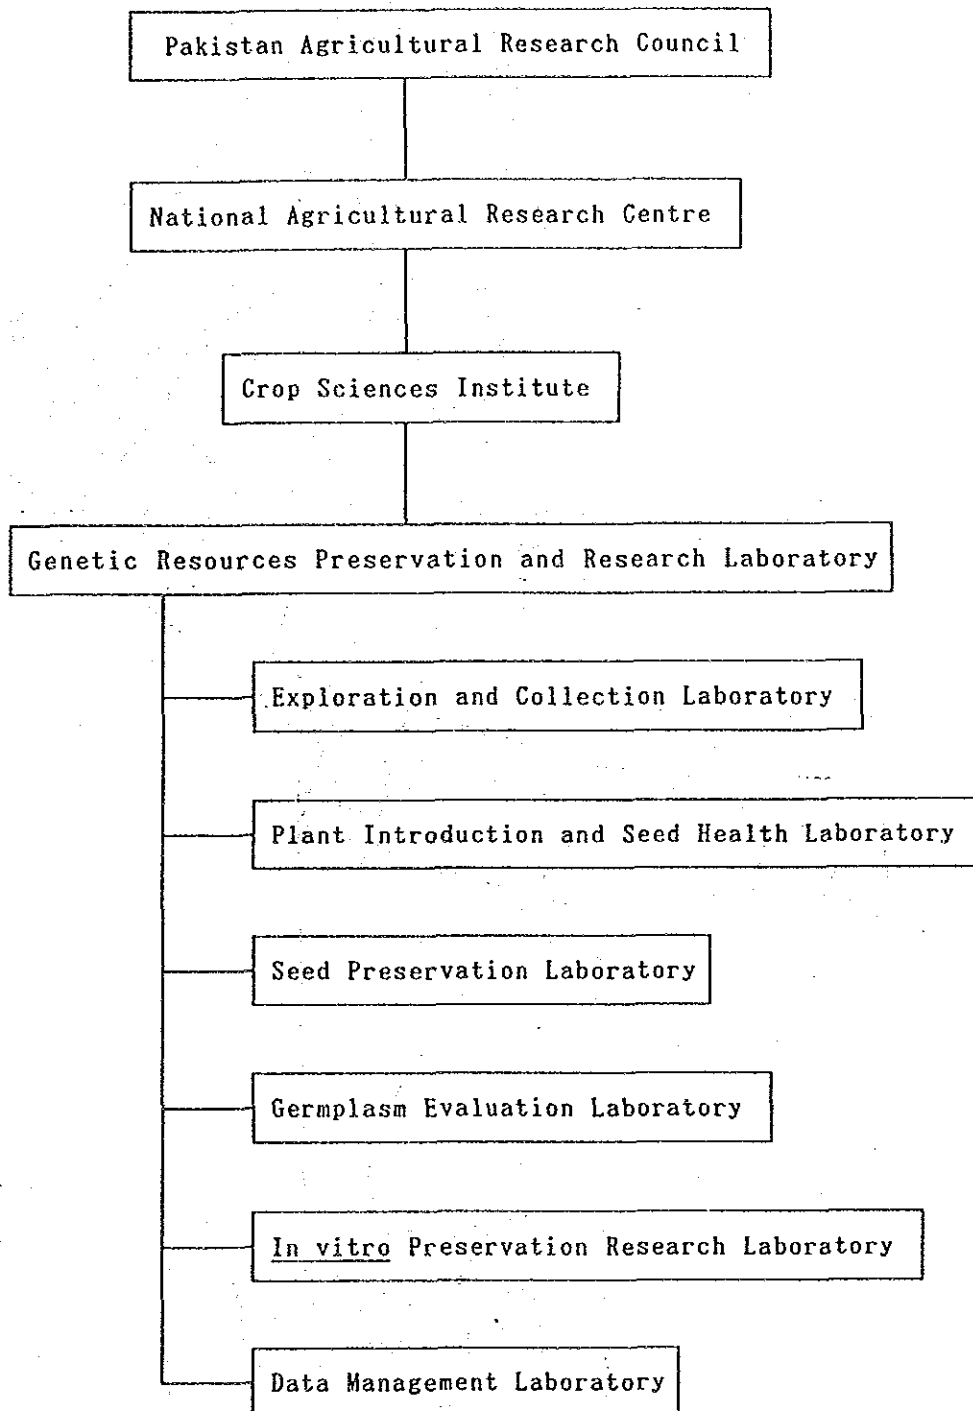 Pakistan Agricultural Research Council
National Agricultural Research Centre
Crop Sciences Institute
Genetic Resources Preservation and Research Laboratory
Exploration and Collection Laboratory
Plant Introduction and Seed Health Laboratory
Seed Preservation Laboratory
Germplasm Evaluation Laboratory
In vitro Preservation Research Laboratory
Data Management Laboratory